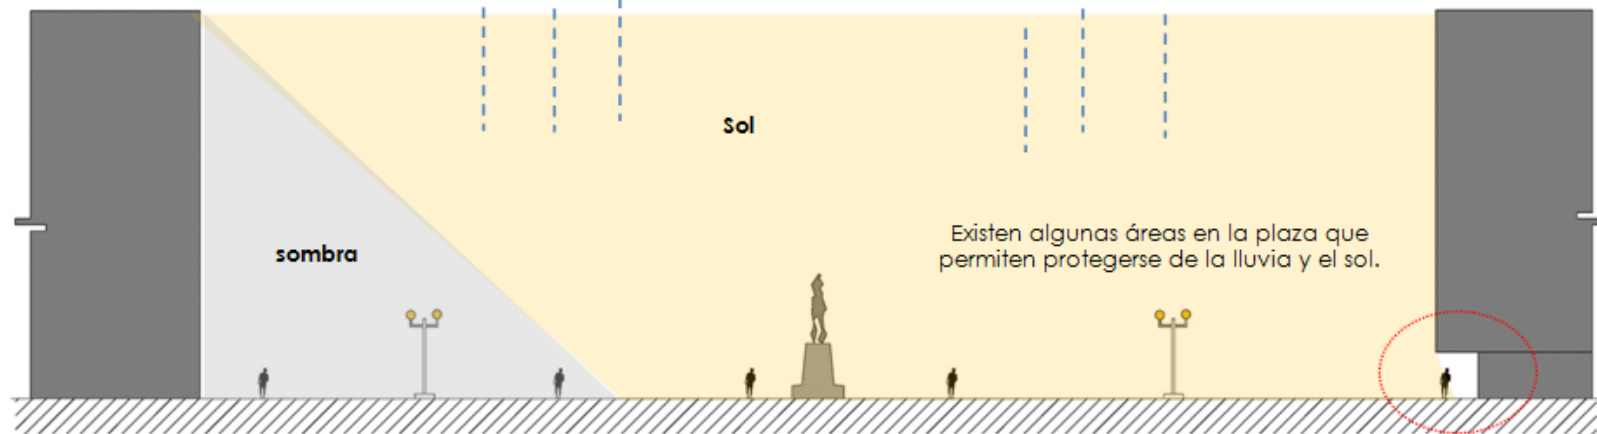 Sol
sombra
Existen algunas áreas en la plaza que
permiten protegerse de la lluvia y el sol.